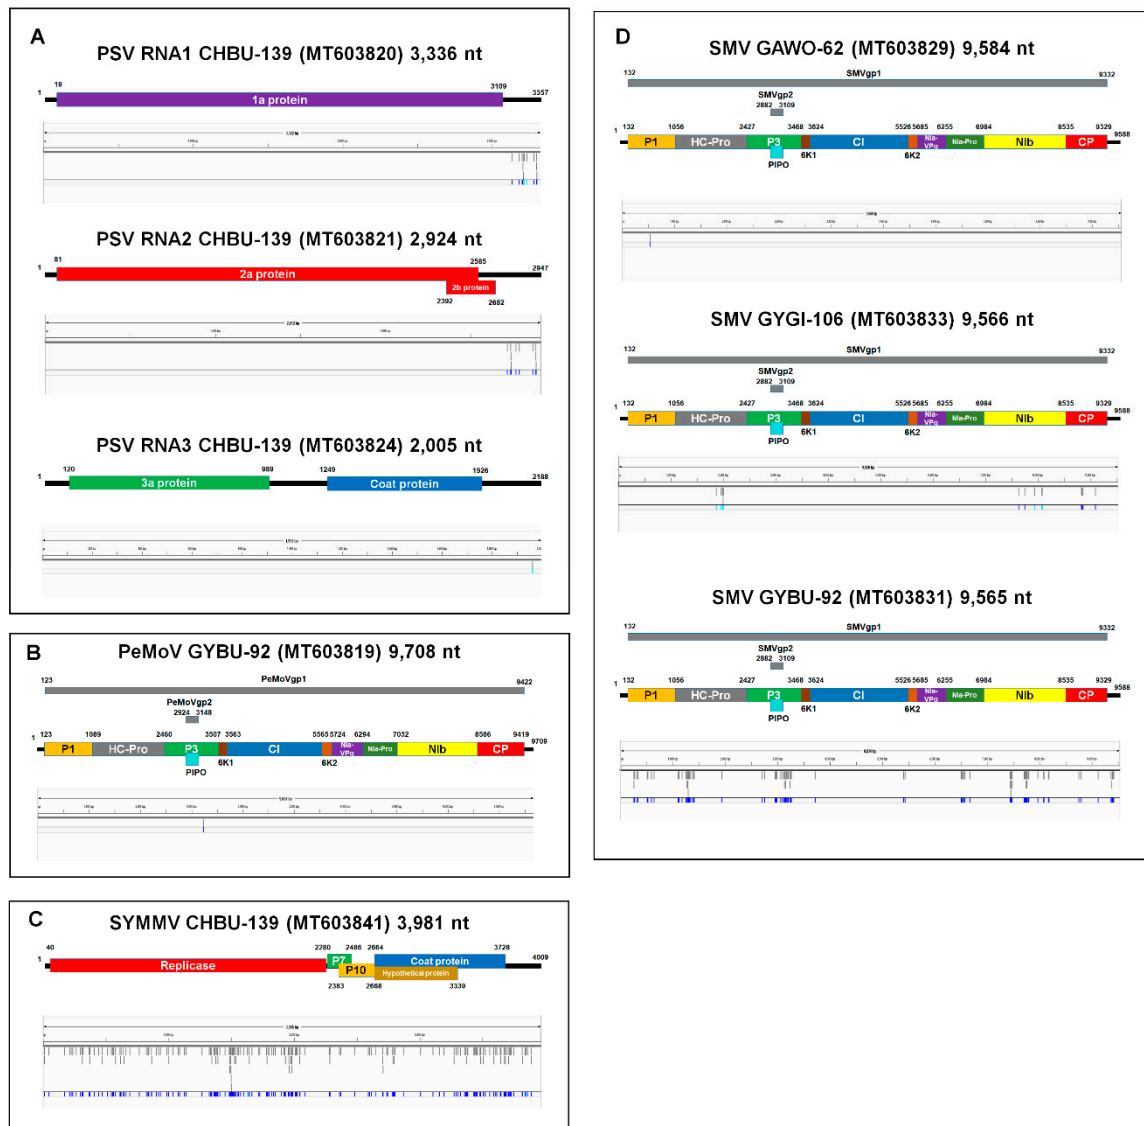 A
PSV RNA1 CHBU-139 (MT603820) 3,336 nt
19 3109
1 1a protein 3357
PSV RNA2 CHBU-139 (MT603821) 2,924 nt
81 2585
1 2a protein 2947
2b protein
2392 2682
PSV RNA3 CHBU-139 (MT603824) 2,005 nt
120 989 1249 1926
1 3a protein Coat protein 2188
B
PeMoV GYBU-92 (MT603819) 9,708 nt
123 PeMoVgp1 9422
PeMoVgp2
2924 3148
123 1089 2460 3507 3563 5565 5724 6294 7032 8586 9419
1 P1 HC-Pro P3 CI NIa-VPg NIa-Pro NIb CP 9709
PIPO 6K1 6K2
C
SYMMV CHBU-139 (MT603841) 3,981 nt
40 2280 2486 2664 3728
1 Replicase P7 Coat protein 4009
P10 Hypothetical protein
2383 2668 3339
D
SMV GAWO-62 (MT603829) 9,584 nt
132 SMVgp1 9332
SMVgp2
2882 3109
132 1056 2427 3468 3624 5526 5685 6255 6984 8535 9329
1 P1 HC-Pro P3 CI NIa-VPg NIa-Pro NIb CP 9588
PIPO 6K1 6K2
SMV GYGI-106 (MT603833) 9,566 nt
132 SMVgp1 9332
SMVgp2
2882 3109
132 1056 2427 3468 3624 5526 5685 6255 6984 8535 9329
1 P1 HC-Pro P3 CI NIa-VPg NIa-Pro NIb CP 9588
PIPO 6K1 6K2
SMV GYBU-92 (MT603831) 9,565 nt
132 SMVgp1 9332
SMVgp2
2882 3109
132 1056 2427 3468 3624 5526 5685 6255 6984 8535 9329
1 P1 HC-Pro P3 CI NIa-VPg NIa-Pro NIb CP 9588
PIPO 6K1 6K2